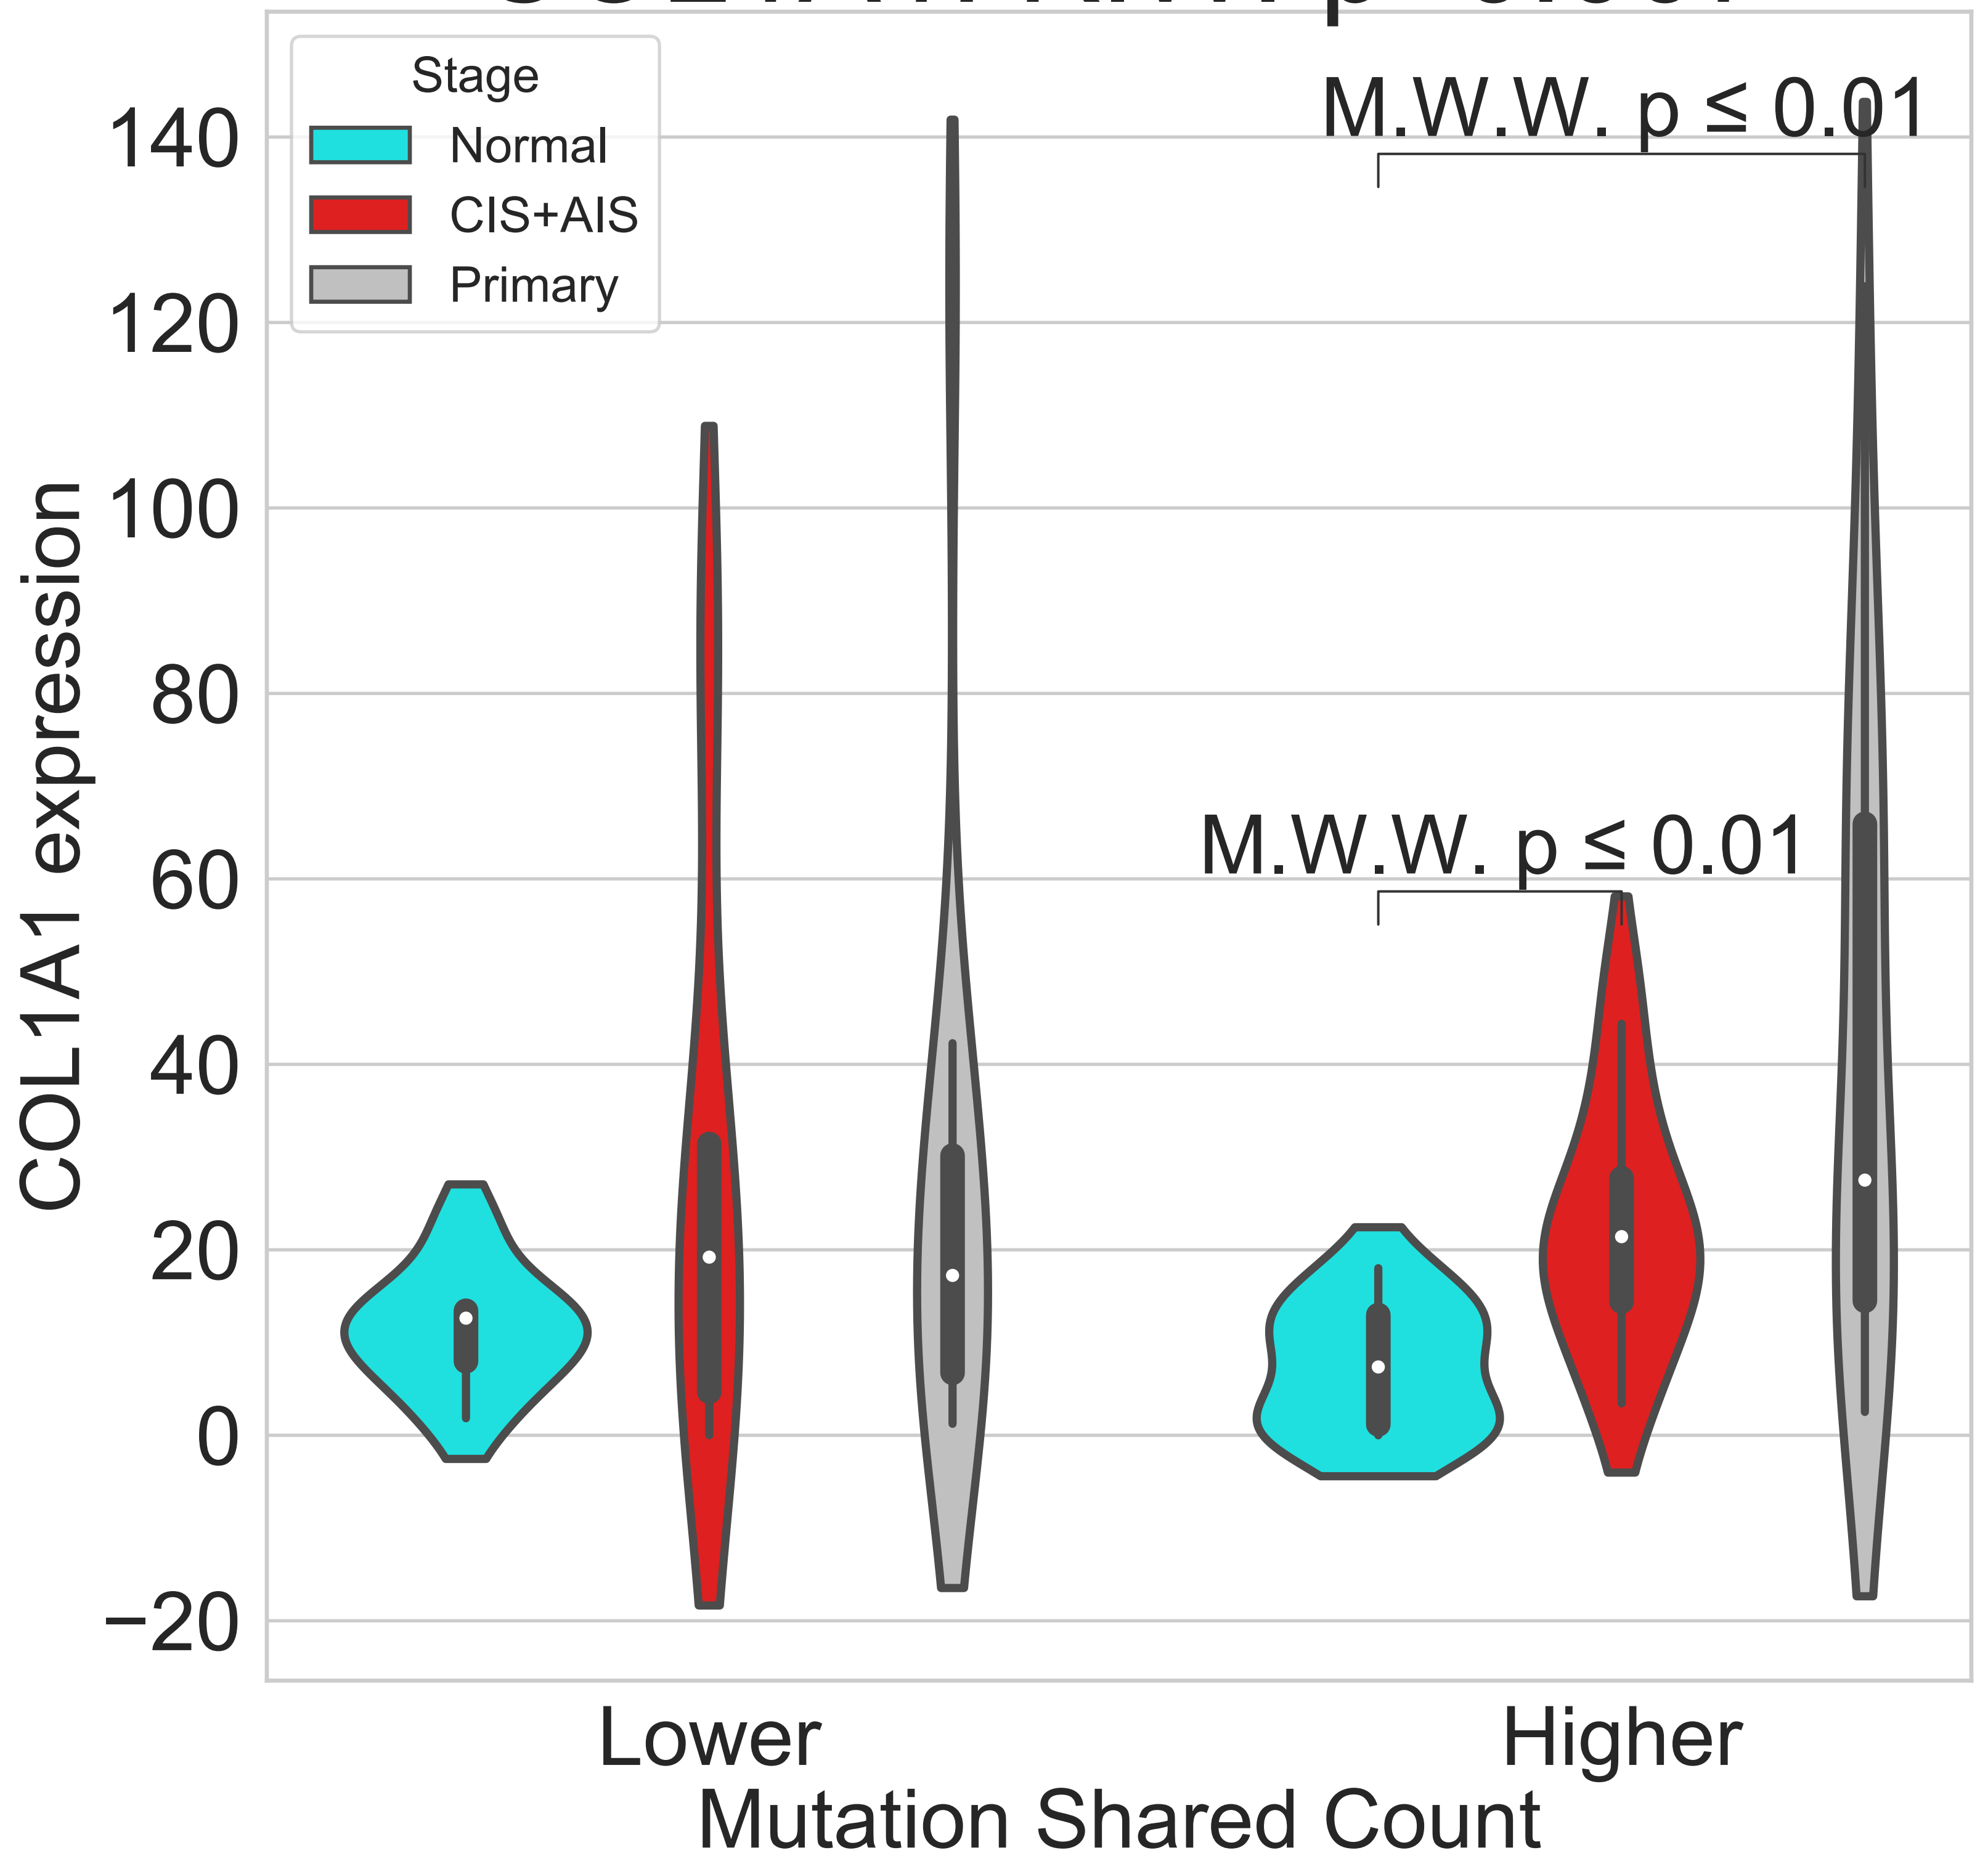 Stage
Normal
CIS+AIS
Primary
M.W.W. p ≤ 0.01
M.W.W. p ≤ 0.01
COL1A1 expression
140
120
100
80
60
40
20
0
−20
Lower
Higher
Mutation Shared Count